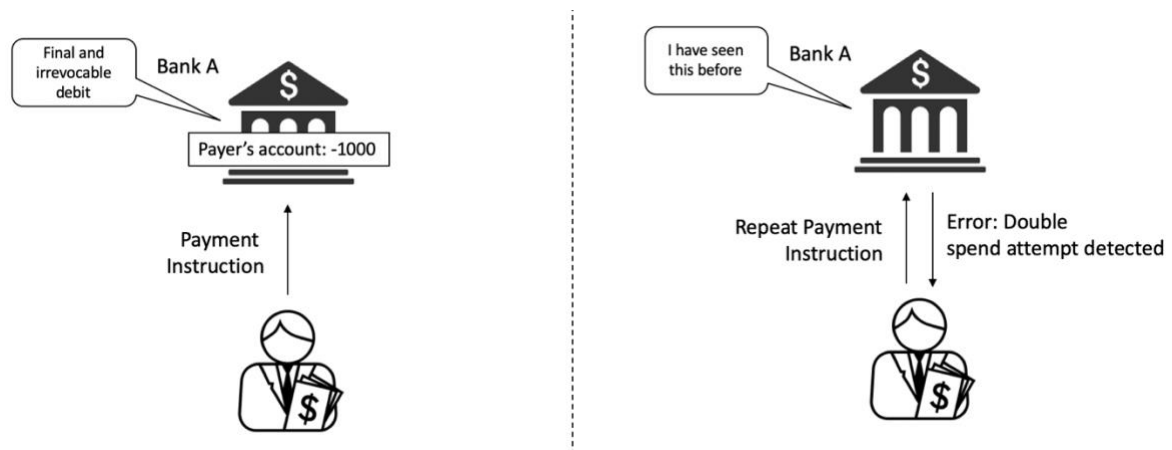 Final and
irrevocable
debit
Bank A
$
Payer's account: -1000
Payment
Instruction
$
I have seen
this before
Bank A
$
Repeat Payment
Instruction
Error: Double
spend attempt detected
$